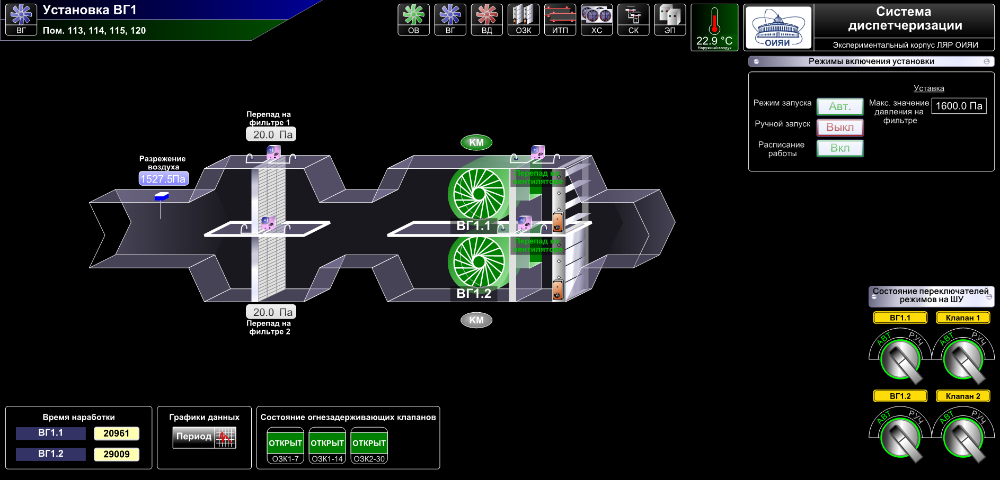 Установка ВГ1
ВГ
Пом. 113, 114, 115, 120
ОВ
ВГ
ВД
ОЗК
ИТП
ХС
СК
ЭП
22.9 °C
Наружный воздух
ОИЯИ
Система
диспетчеризации
Экспериментальный корпус ЛЯР ОИЯИ
Режимы включения установки
Уставка
Режим запуска
Авт.
Макс. значение
давления на
фильтре
1600.0 Па
Ручной запуск
Выкл
Расписание
работы
Вкл
Перепад на
фильтре 1
20.0 Па
Разрежение
воздуха
1527.5Па
КМ
dP
- +
dP
- +
Перепад на
вентиляторе
ВГ1.1
dP
- +
dP
- +
Перепад на
вентиляторе
ВГ1.2
КМ
20.0 Па
Перепад на
фильтре 2
Состояние переключателей
режимов на ШУ
ВГ1.1
Клапан 1
АВТ
РУЧ
АВТ
РУЧ
ВГ1.2
Клапан 2
АВТ
РУЧ
АВТ
РУЧ
Время наработки
ВГ1.1
20961
ВГ1.2
29009
Графики данных
Период
Состояние огнезадерживающих клапанов
ОТКРЫТ
ОТКРЫТ
ОТКРЫТ
ОЗК1-7
ОЗК1-14
ОЗК2-30